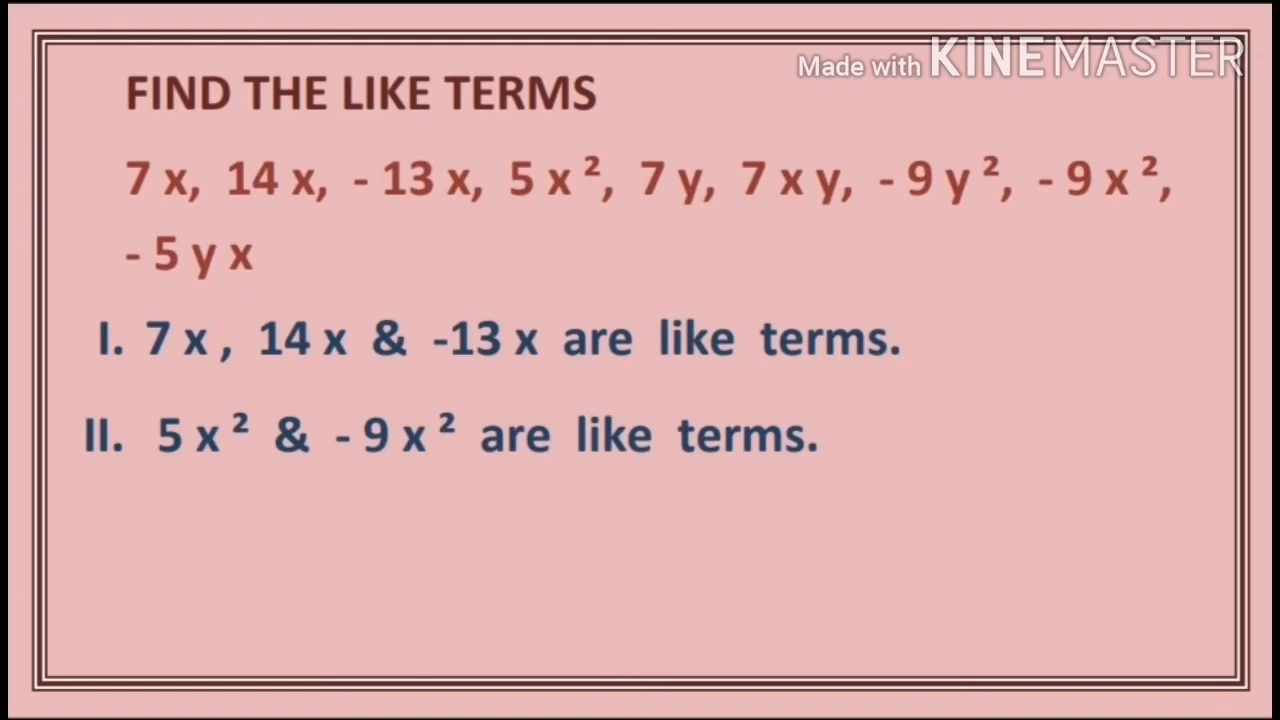 Made with KINEMASTER
FIND THE LIKE TERMS
7 x, 14 x, - 13 x, 5 x ², 7 y, 7 x y, - 9 y ², - 9 x ²,
- 5 y x
I. 7 x , 14 x & -13 x are like terms.
II. 5 x ² & - 9 x ² are like terms.